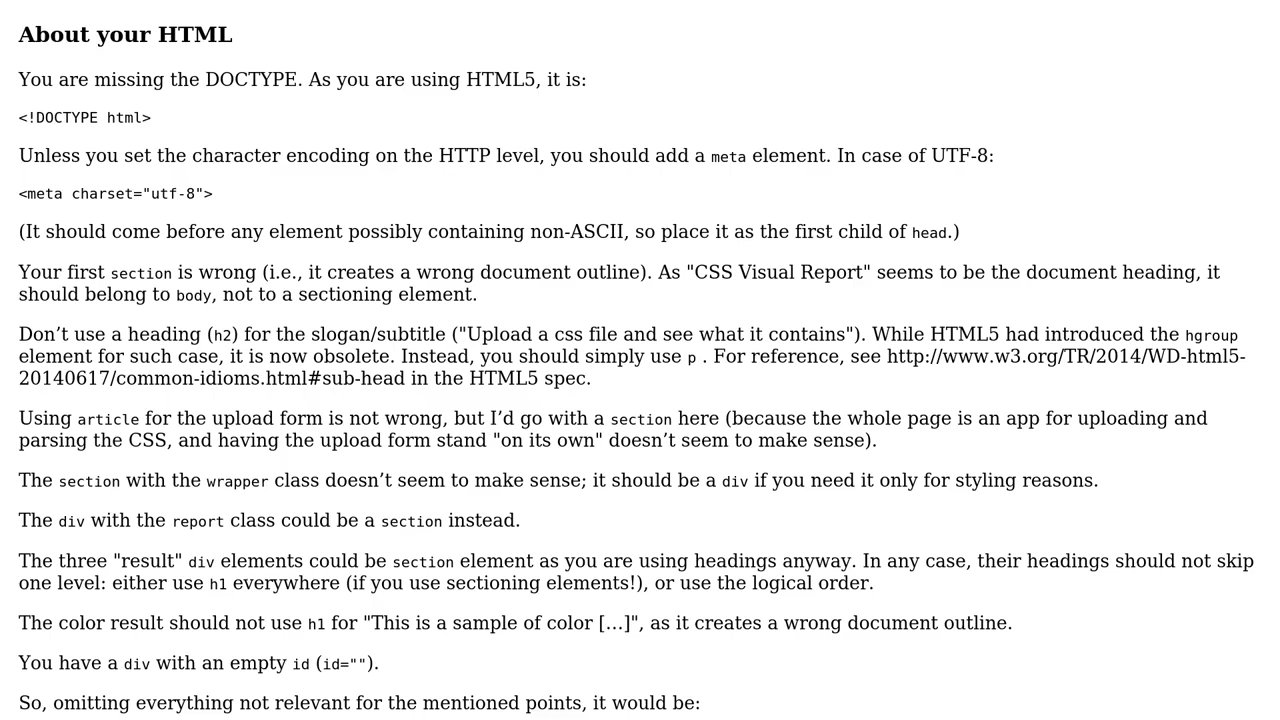 About your HTML
You are missing the DOCTYPE. As you are using HTML5, it is:
<!DOCTYPE html>
Unless you set the character encoding on the HTTP level, you should add a meta element. In case of UTF-8:
<meta charset="utf-8">
(It should come before any element possibly containing non-ASCII, so place it as the first child of head.)
Your first section is wrong (i.e., it creates a wrong document outline). As "CSS Visual Report" seems to be the document heading, it
should belong to body, not to a sectioning element.
Don’t use a heading (h2) for the slogan/subtitle ("Upload a css file and see what it contains"). While HTML5 had introduced the hgroup
element for such case, it is now obsolete. Instead, you should simply use p . For reference, see http://www.w3.org/TR/2014/WD-html5-
20140617/common-idioms.html#sub-head in the HTML5 spec.
Using article for the upload form is not wrong, but I’d go with a section here (because the whole page is an app for uploading and
parsing the CSS, and having the upload form stand "on its own" doesn’t seem to make sense).
The section with the wrapper class doesn’t seem to make sense; it should be a div if you need it only for styling reasons.
The div with the report class could be a section instead.
The three "result" div elements could be section element as you are using headings anyway. In any case, their headings should not skip
one level: either use h1 everywhere (if you use sectioning elements!), or use the logical order.
The color result should not use h1 for "This is a sample of color […]", as it creates a wrong document outline.
You have a div with an empty id (id="").
So, omitting everything not relevant for the mentioned points, it would be: